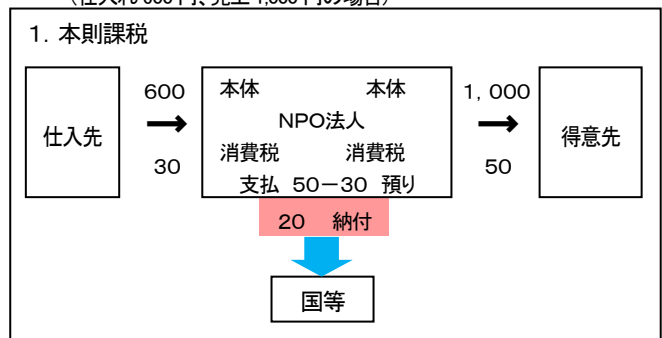 1．本則課税
600
本体 本体
1，000
仕入先
NPO法人
得意先
30
消費税 消費税
50
支払 50－30 預り
20 納付
国等